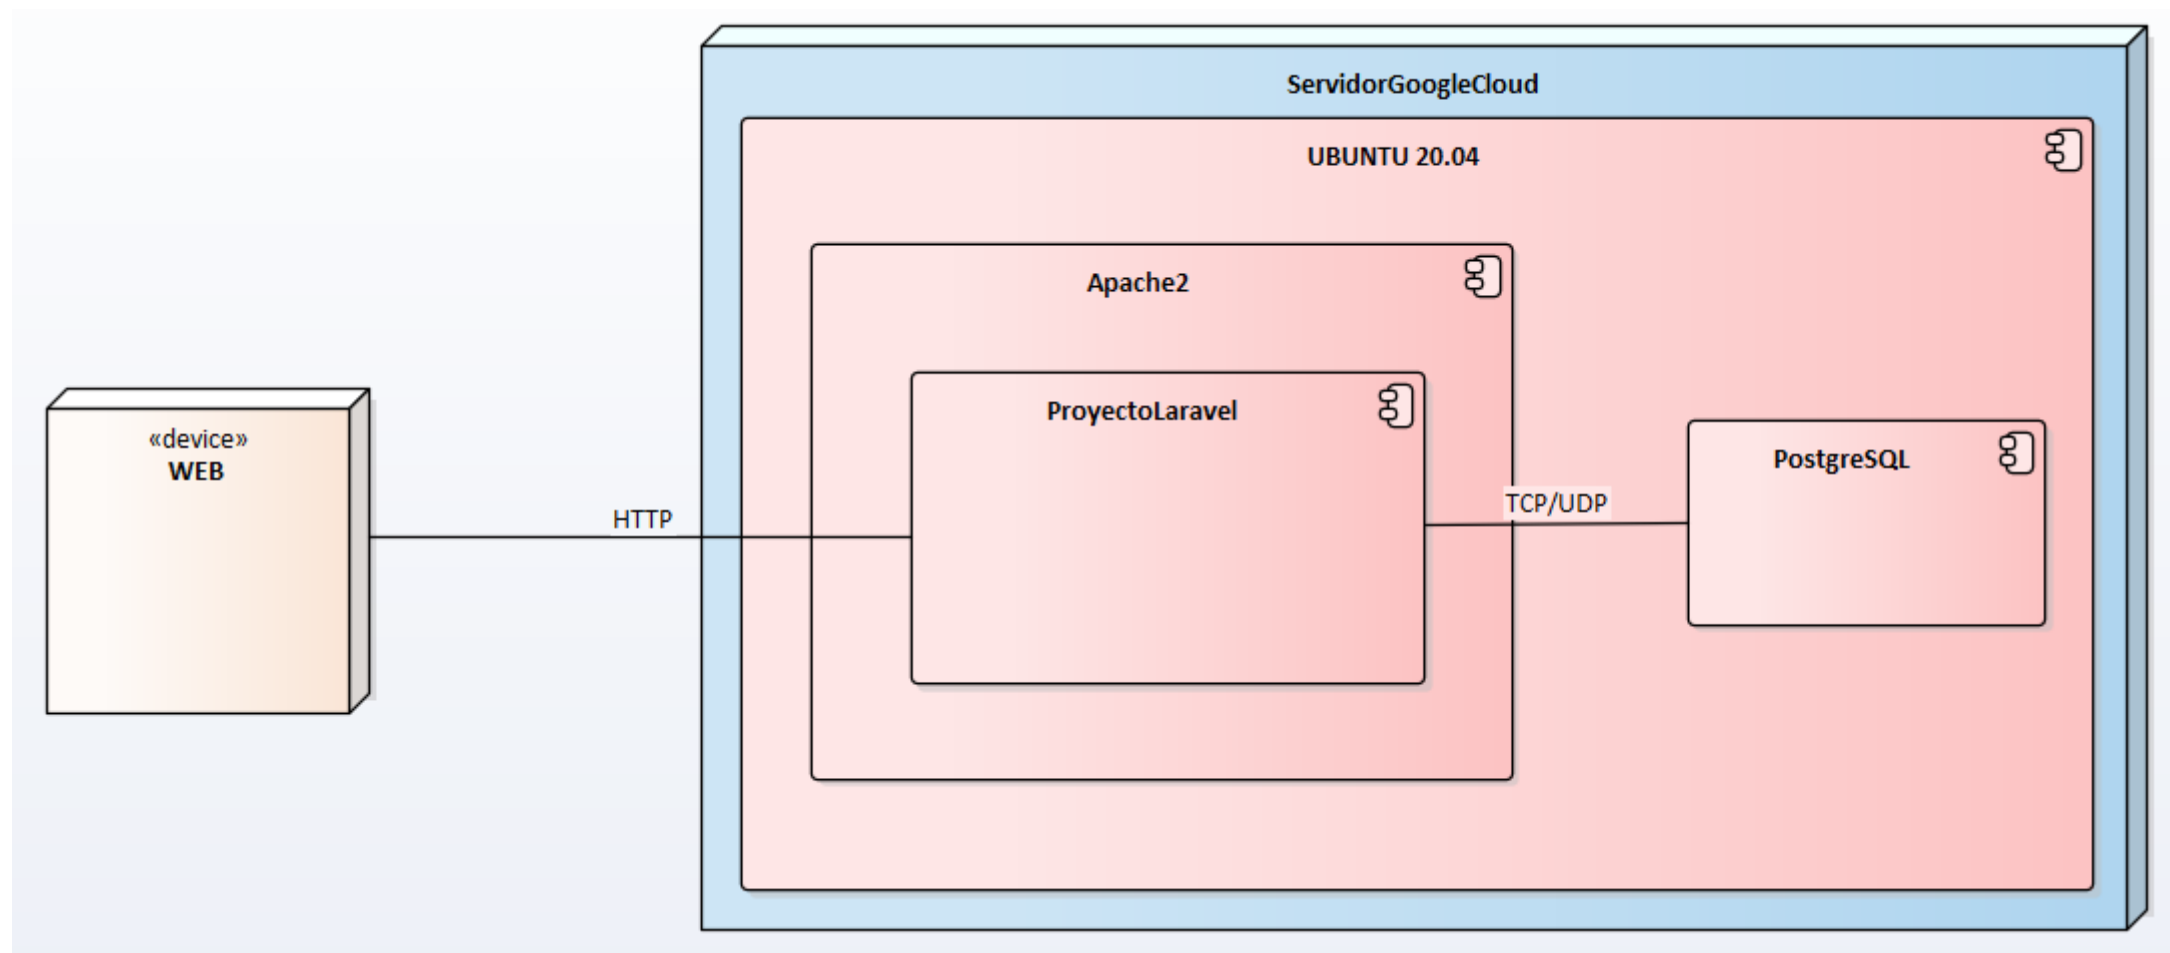 ServidorGoogleCloud
UBUNTU 20.04
Apache2
ProyectoLaravel
«device»
WEB
PostgreSQL
HTTP
TCP/UDP